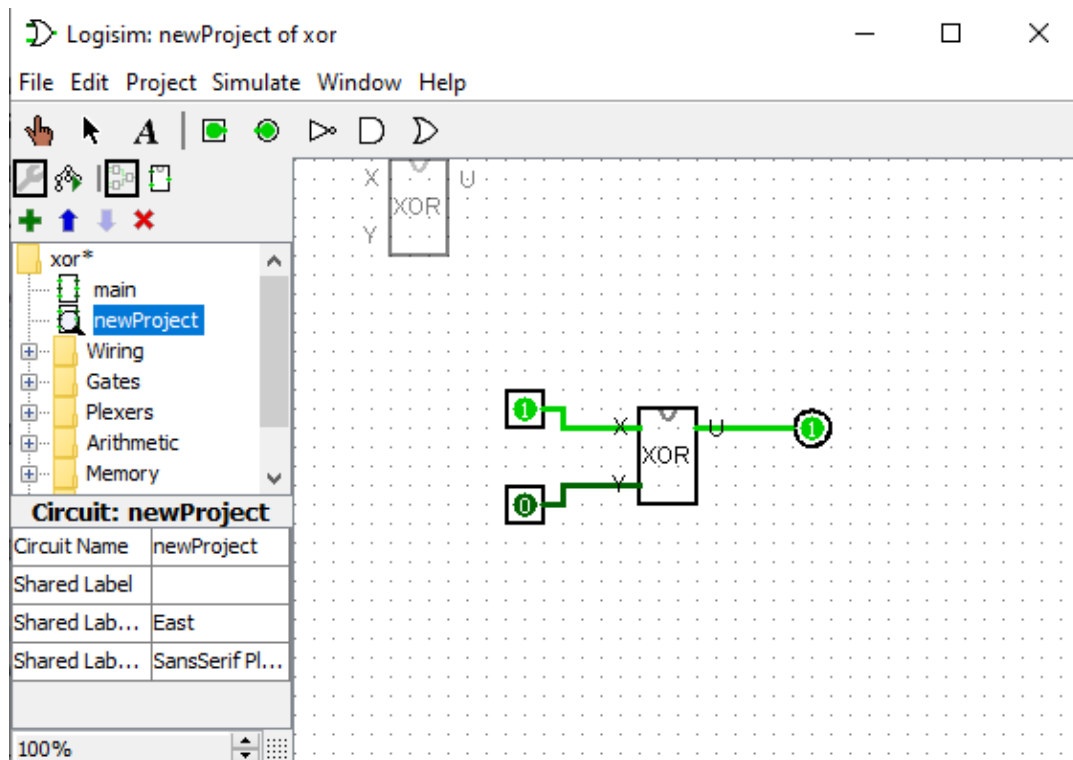 Logisim: newProject of xor
File Edit Project Simulate Window Help
A
X U
XOR
Y
xor*
main
newProject
Wiring
Gates
Plexers
Arithmetic
Memory
1
X U 1
XOR
Y
0
Circuit: newProject
Circuit Name newProject
Shared Label
Shared Lab... East
Shared Lab... SansSerif Pl...
100%